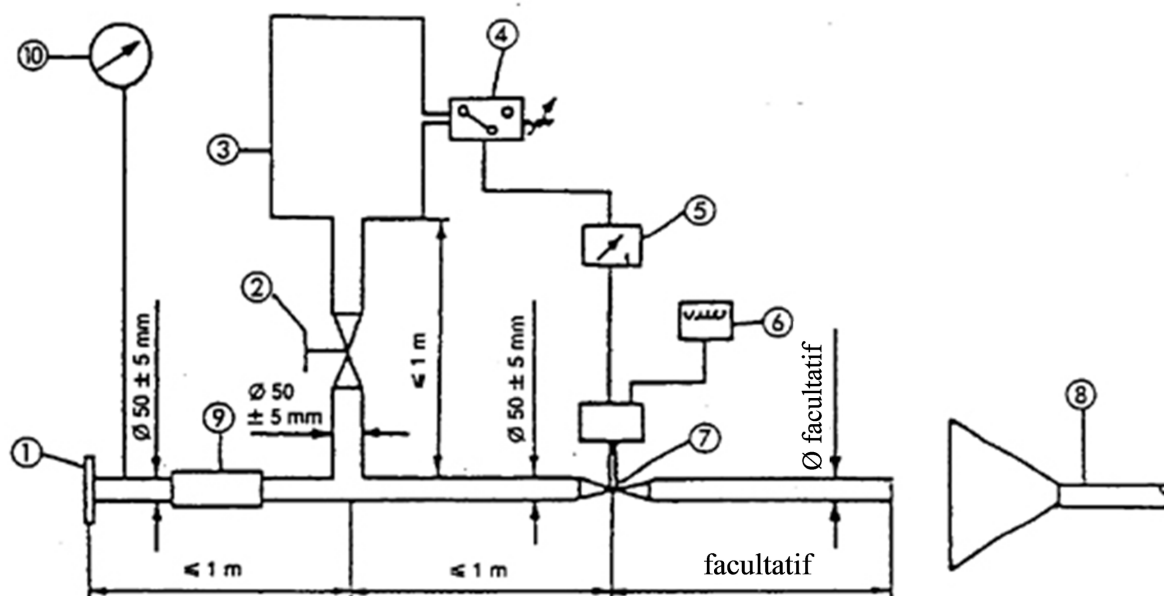 10
4
3
5
2
6
Ø 50 ± 5 mm
Ø 50
± 5 mm
⩽ 1 m
Ø 50 ± 5 mm
Ø facultatif
9
7
8
1
⩽ 1 m
⩽ 1 m
facultatif